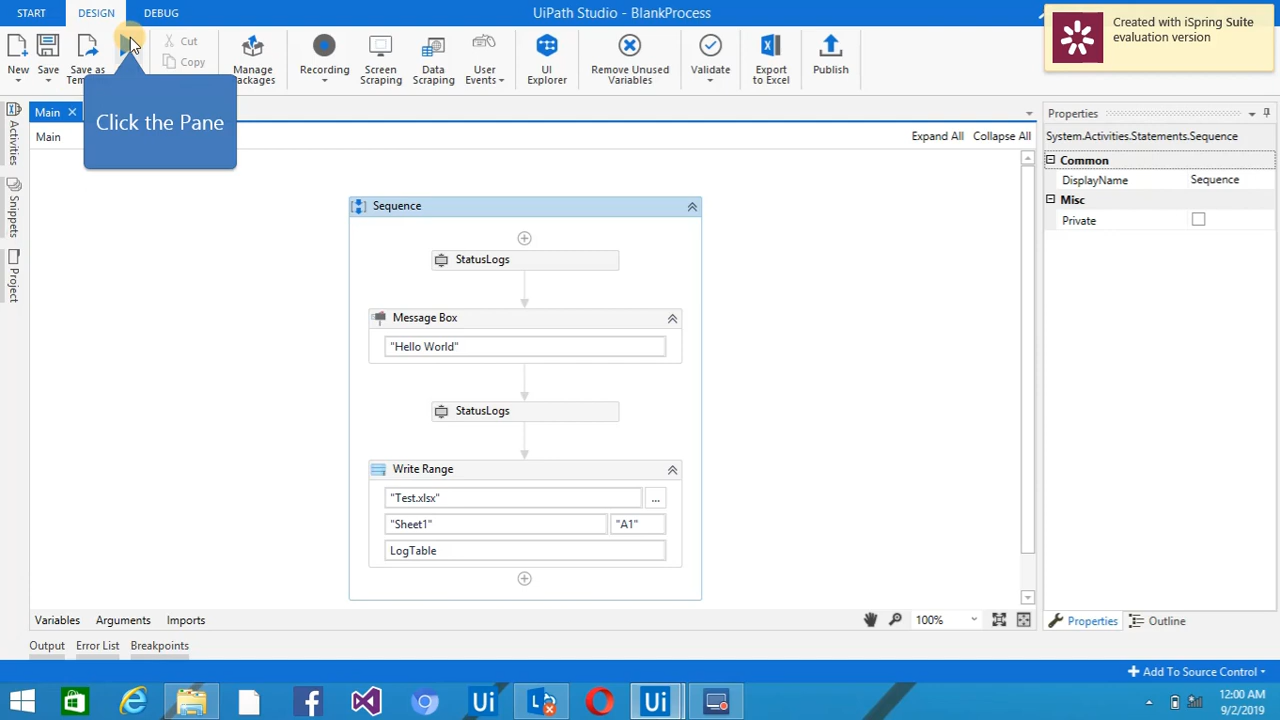 START
DESIGN
DEBUG
UiPath Studio - BlankProcess
Created with iSpring Suite
evaluation version
New
Save
Save as
Cut
Copy
Manage
Packages
Recording
Screen
Scraping
Data
Scraping
User
Events
UI
Explorer
Remove Unused
Variables
Validate
Export
to Excel
Publish
Click the Pane
Main
Main
Expand All
Collapse All
Activities
Snippets
Project
Sequence
StatusLogs
Message Box
"Hello World"
StatusLogs
Write Range
"Test.xlsx"
...
"Sheet1"
"A1"
LogTable
Properties
System.Activities.Statements.Sequence
Common
DisplayName
Sequence
Misc
Private
Variables
Arguments
Imports
100%
Properties
Outline
Output
Error List
Breakpoints
Add To Source Control
Ui
Ui
12:00 AM
9/2/2019